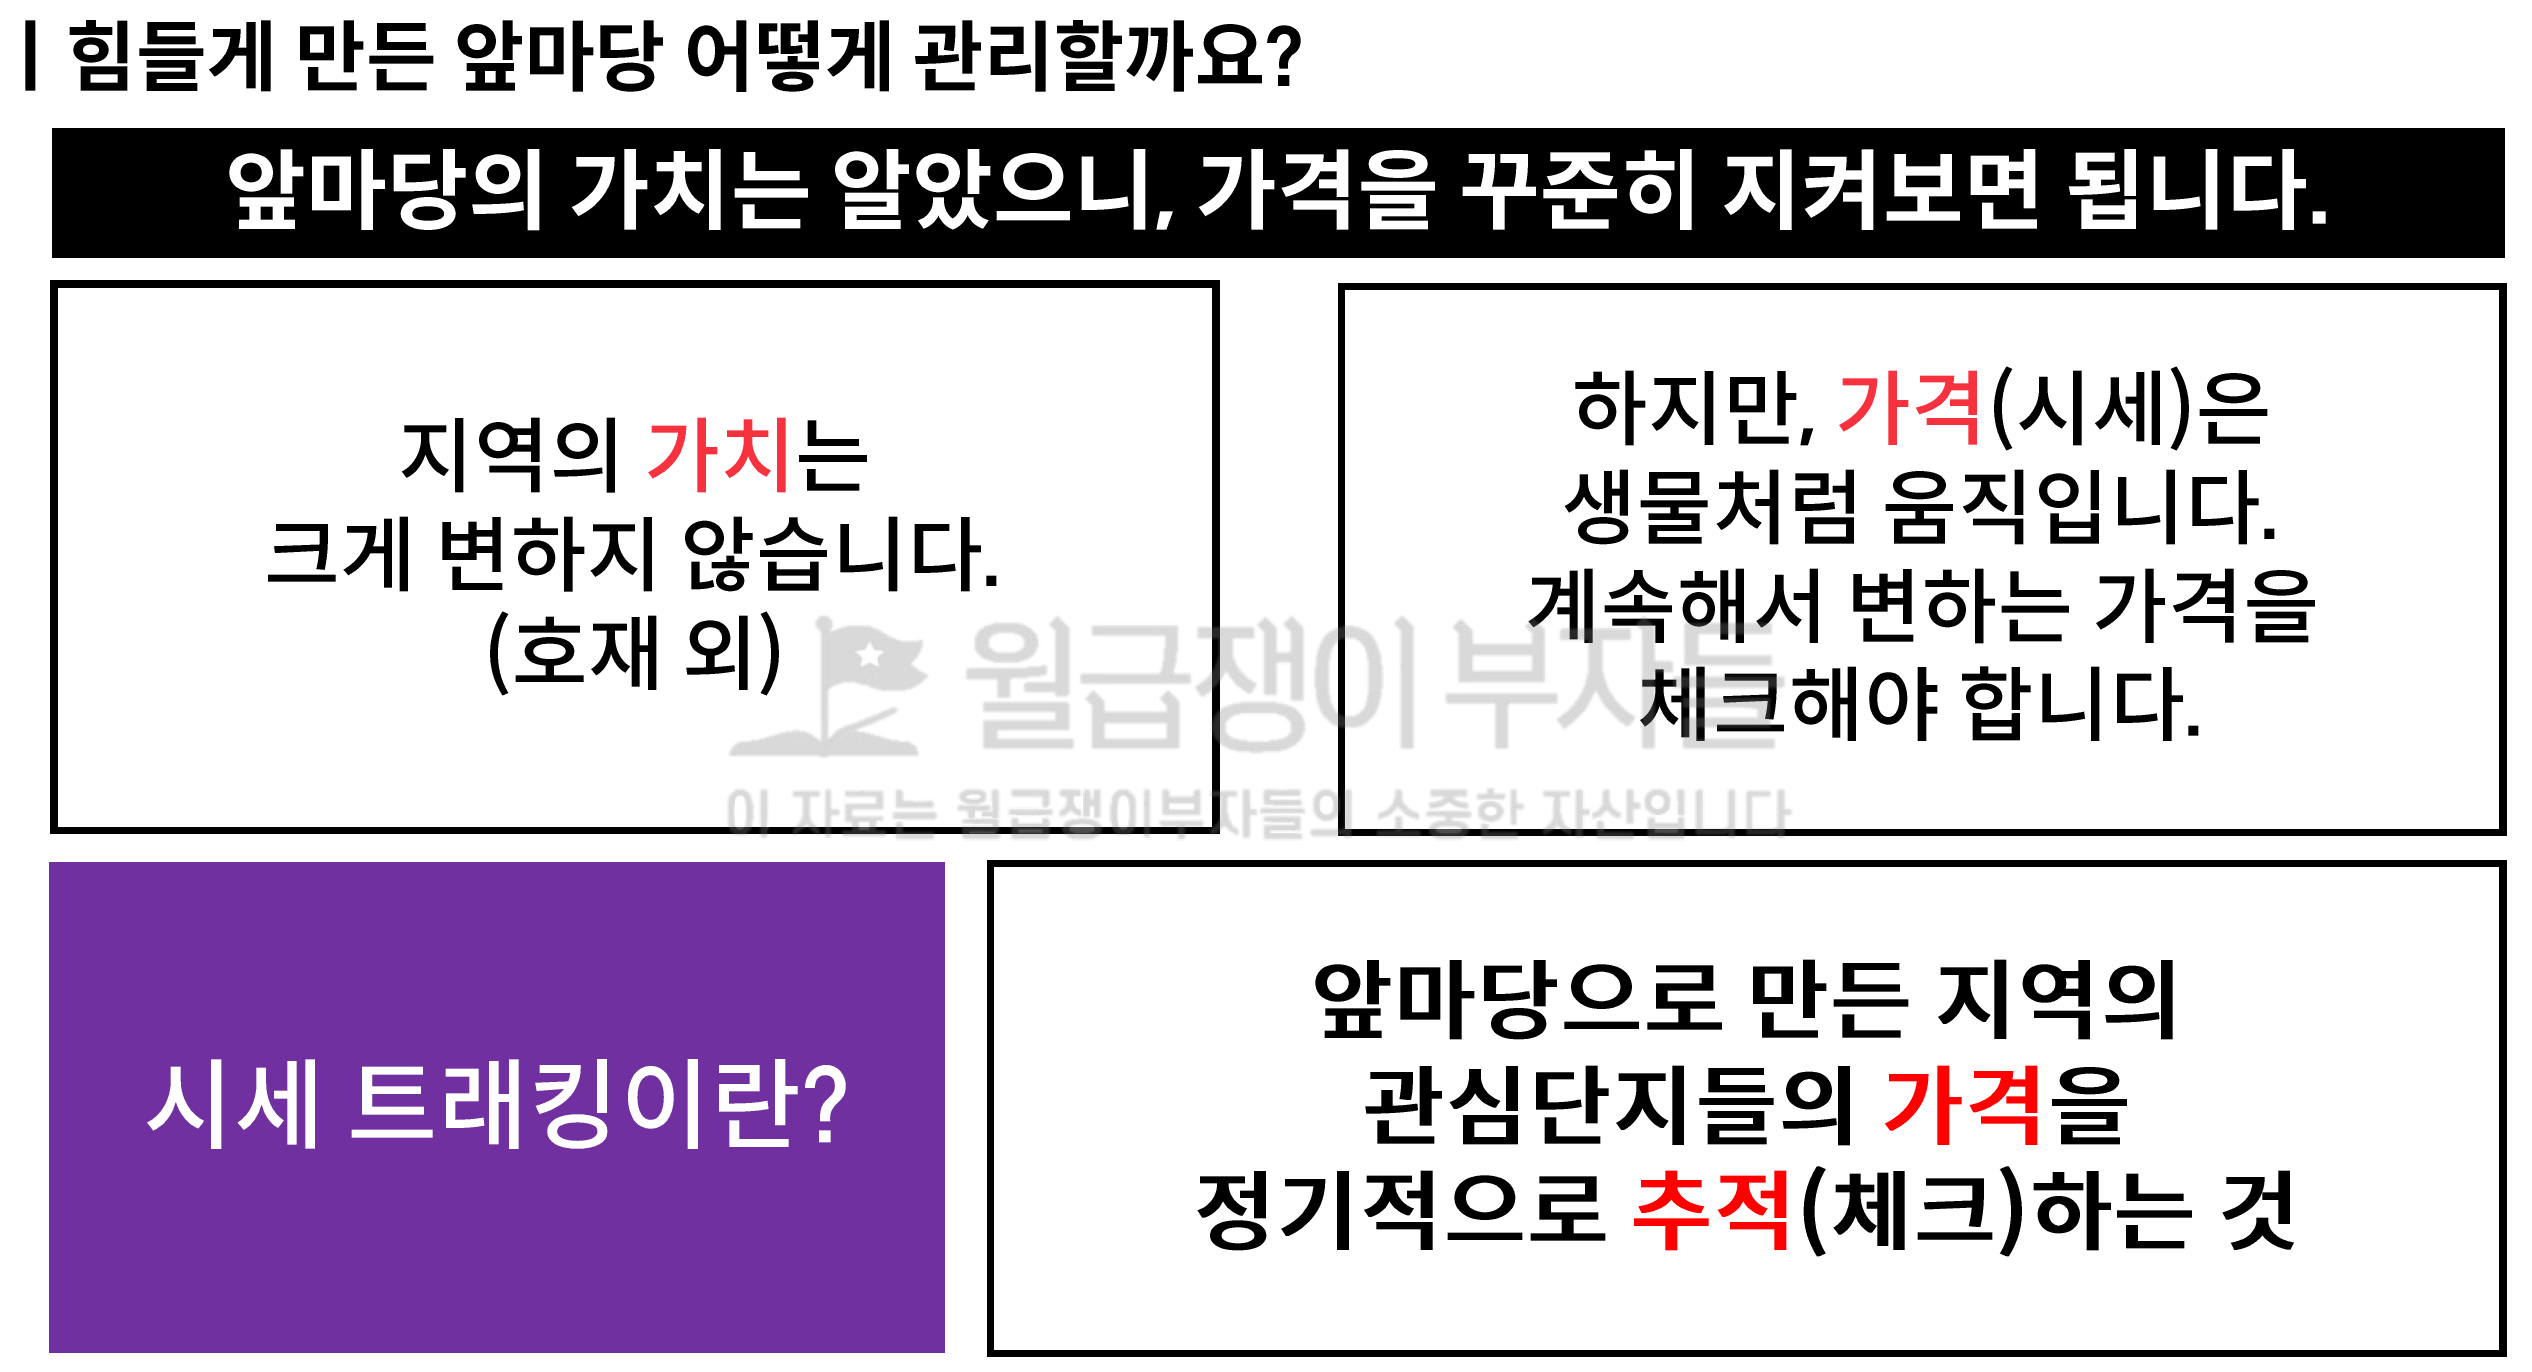 | 힘들게 만든 앞마당 어떻게 관리할까요?
앞마당의 가치는 알았으니, 가격을 꾸준히 지켜보면 됩니다.
지역의 가치는
크게 변하지 않습니다.
(호재 외)
하지만, 가격(시세)은
생물처럼 움직입니다.
계속해서 변하는 가격을
체크해야 합니다.
월급쟁이부자들
이 자료는 월급쟁이부자들의 소중한 자산입니다
시세 트래킹이란?
앞마당으로 만든 지역의
관심단지들의 가격을
정기적으로 추적(체크)하는 것